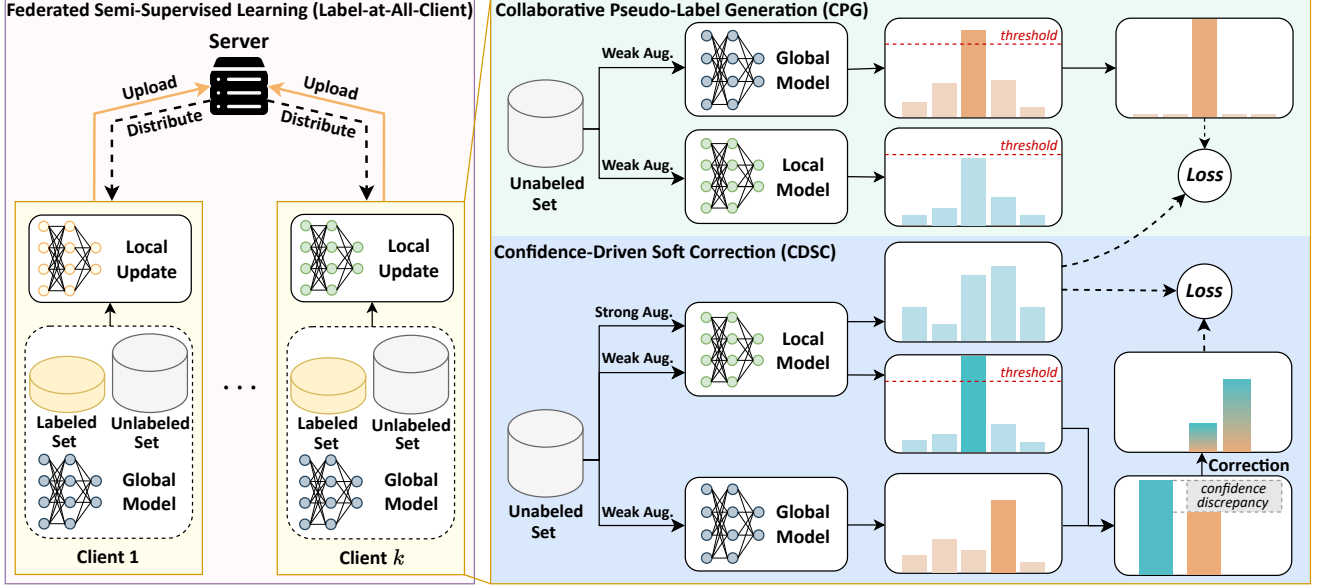 Federated Semi-Supervised Learning (Label-at-All-Client)
Server
Upload
Upload
Distribute
Distribute
Local
Update
Labeled
Set
Unlabeled
Set
Global
Model
Client 1
. . .
Local
Update
Labeled
Set
Unlabeled
Set
Global
Model
Client k
Collaborative Pseudo-Label Generation (CPG)
Unabeled
Set
Weak Aug.
Global
Model
threshold
Weak Aug.
Local
Model
threshold
Loss
Confidence-Driven Soft Correction (CDSC)
Unabeled
Set
Strong Aug.
Weak Aug.
Local
Model
threshold
Loss
Weak Aug.
Global
Model
Correction
confidence
discrepancy